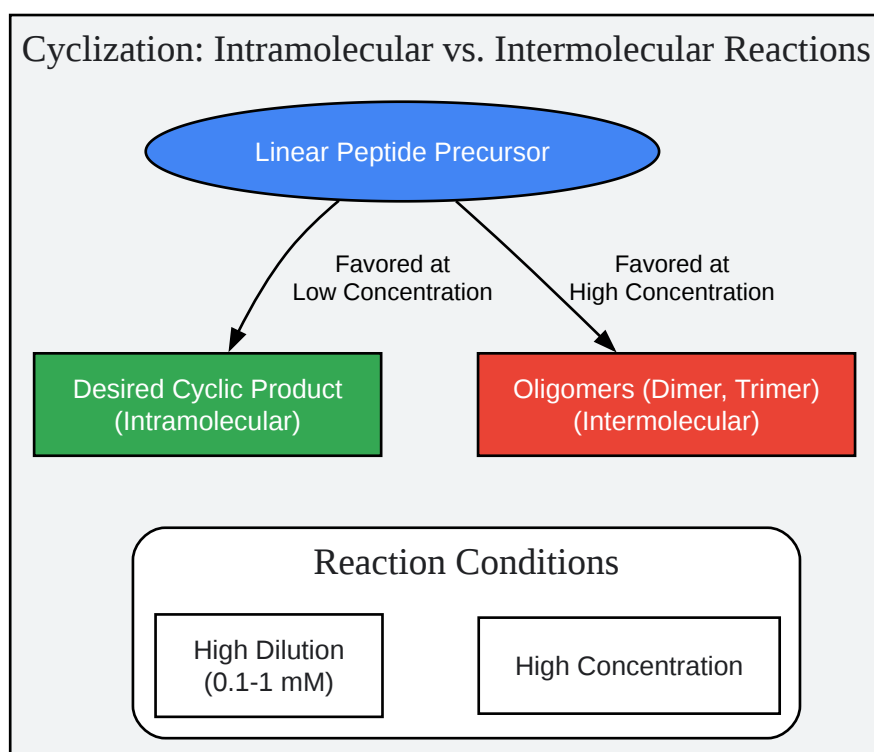 Cyclization: Intramolecular vs. Intermolecular Reactions
Linear Peptide Precursor
Favored at
Low Concentration
Favored at
High Concentration
Desired Cyclic Product
(Intramolecular)
Oligomers (Dimer, Trimer)
(Intermolecular)
Reaction Conditions
High Dilution
(0.1-1 mM)
High Concentration